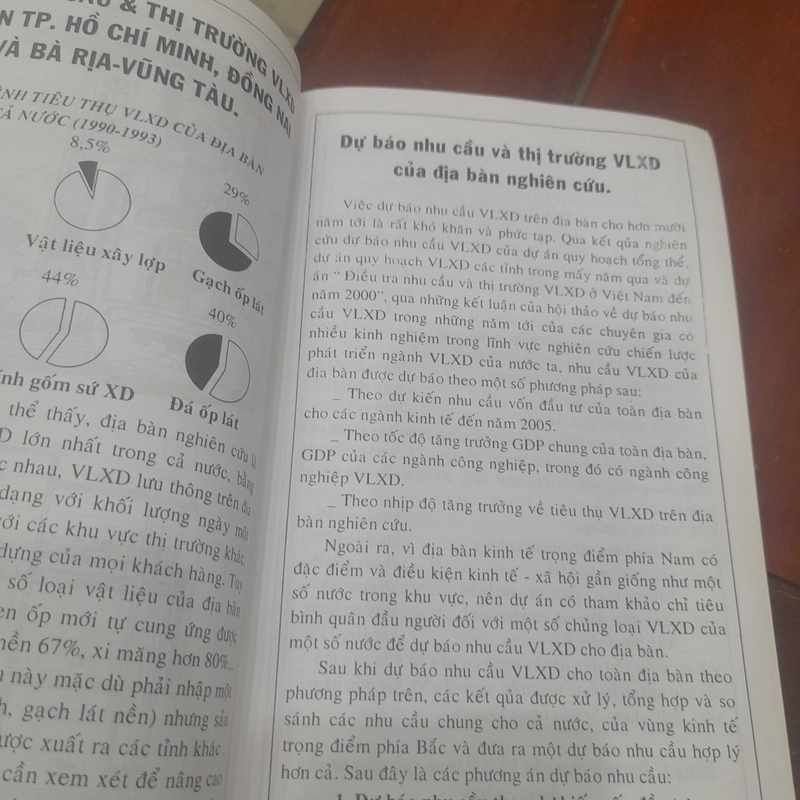 & THỊ TRƯỜNG VLXD
TP. HỒ CHÍ MINH, ĐỒNG NAI
VÀ BÀ RỊA-VŨNG TÀU.
TIÊU THỤ VLXD CỦA ĐỊA BÀN
CẢ NƯỚC (1990-1993)
8,5%
29%
Vật liệu xây lợp
Gạch ốp lát
44%
40%
gốm sứ XD
Đá ốp lát
thể thấy, địa bàn nghiên cứu là
lớn nhất trong cả nước, bằng
nhau, VLXD lưu thông trên địa
dạng với khối lượng ngày một
với các khu vực thị trường khác,
dựng của mọi khách hàng. Tuy
số loại vật liệu của địa bàn
ốp mới tự cung ứng được
nền 67%, xi măng hơn 80%...
này mặc dù phải nhập một
gạch lát nền) nhưng sản
được xuất ra các tỉnh khác.
cần xem xét để nâng cao
Dự báo nhu cầu và thị trường VLXD
của địa bàn nghiên cứu.
Việc dự báo nhu cầu VLXD trên địa bàn cho hơn mười
năm tới là rất khó khăn và phức tạp. Qua kết qủa nghiên
cứu dự báo nhu cầu VLXD của dự án quy hoạch tổng thể,
dự án quy hoạch VLXD các tỉnh trong mấy năm qua và dự
án " Điều tra nhu cầu và thị trường VLXD ở Việt Nam đến
năm 2000", qua những kết luận của hội thảo về dự báo nhu
cầu VLXD trong những năm tới của các chuyên gia có
nhiều kinh nghiệm trong lĩnh vực nghiên cứu chiến lược
phát triển ngành VLXD của nước ta, nhu cầu VLXD của
địa bàn được dự báo theo một số phương pháp sau:
_ Theo dự kiến nhu cầu vốn đầu tư của toàn địa bàn
cho các ngành kinh tế đến năm 2005.
_ Theo tốc độ tăng trưởng GDP chung của toàn địa bàn,
GDP của các ngành công nghiệp, trong đó có ngành công
nghiệp VLXD.
_ Theo nhịp độ tăng trưởng về tiêu thụ VLXD trên địa
bàn nghiên cứu.
Ngoài ra, vì địa bàn kinh tế trọng điểm phía Nam có
đặc điểm và điều kiện kinh tế - xã hội gần giống như một
số nước trong khu vực, nên dự án có tham khảo chỉ tiêu
bình quân đầu người đối với một số chủng loại VLXD của
một số nước để dự báo nhu cầu VLXD cho địa bàn.
Sau khi dự báo nhu cầu VLXD cho toàn địa bàn theo
phương pháp trên, các kết qủa được xử lý, tổng hợp và so
sánh các nhu cầu chung cho cả nước, của vùng kinh tế
trọng điểm phía Bắc và đưa ra một dự báo nhu cầu hợp lý
hơn cả. Sau đây là các phương án dự báo nhu cầu: